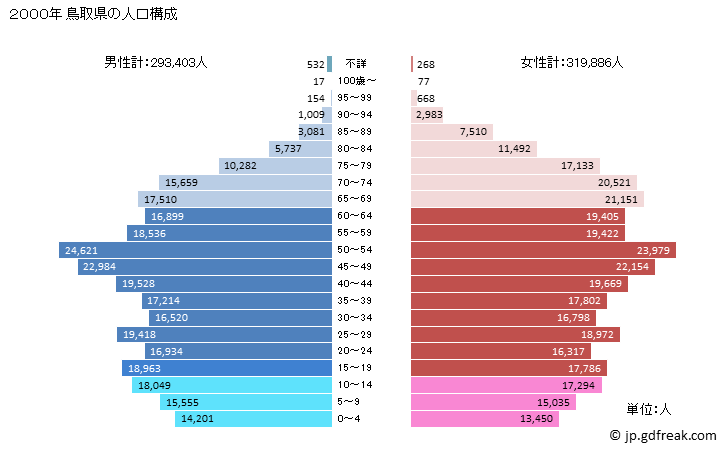 2000年 鳥取県の人口構成
男性計：293,403人
女性計：319,886人
532 不詳 268
17 100歳～ 77
154 95～99 668
1,009 90～94 2,983
3,081 85～89 7,510
5,737 80～84 11,492
10,282 75～79 17,133
15,659 70～74 20,521
17,510 65～69 21,151
16,899 60～64 19,405
18,536 55～59 19,422
24,621 50～54 23,979
22,984 45～49 22,154
19,528 40～44 19,669
17,214 35～39 17,802
16,520 30～34 16,798
19,418 25～29 18,972
16,934 20～24 16,317
18,963 15～19 17,786
18,049 10～14 17,294
15,555 5～9 15,035
14,201 0～4 13,450
単位：人
© jp.gdfreak.com